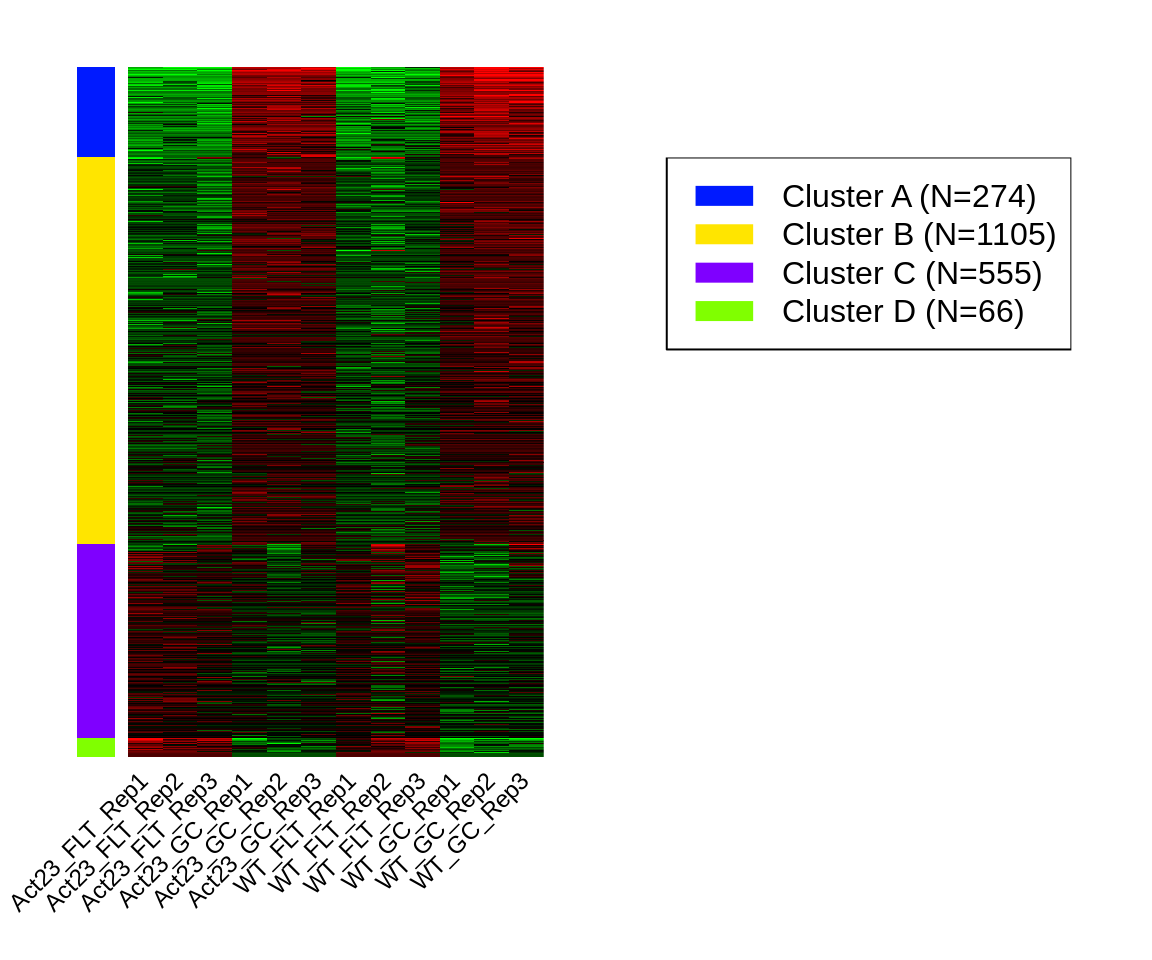 Cluster A (N=274)
Cluster B (N=1105)
Cluster C (N=555)
Cluster D (N=66)
Act23_FLT_Rep1
Act23_FLT_Rep2
Act23_FLT_Rep3
Act23_GC_Rep1
Act23_GC_Rep2
Act23_GC_Rep3
WT_FLT_Rep1
WT_FLT_Rep2
WT_FLT_Rep3
WT_GC_Rep1
WT_GC_Rep2
WT_GC_Rep3